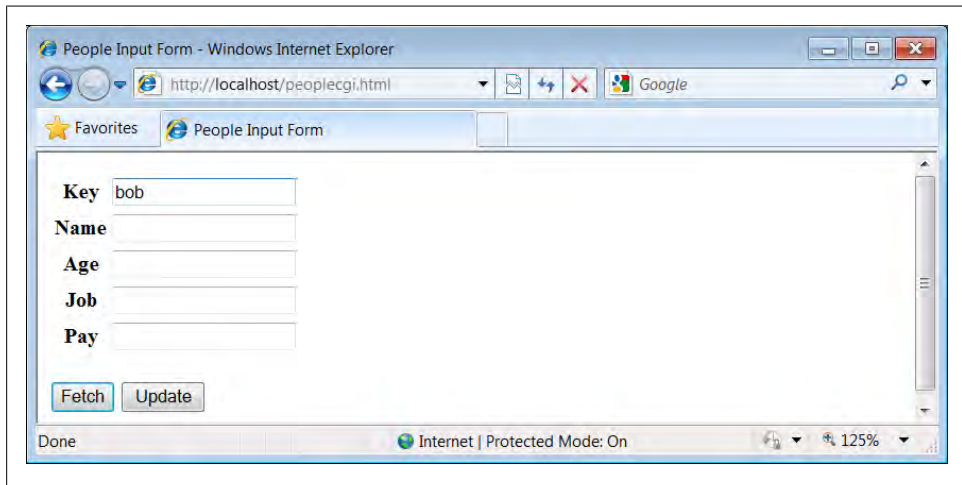 People Input Form - Windows Internet Explorer
http://localhost/peoplecgi.html
Google
Favorites
People Input Form
Key bob
Name
Age
Job
Pay
Fetch Update
Done Internet | Protected Mode: On 125%